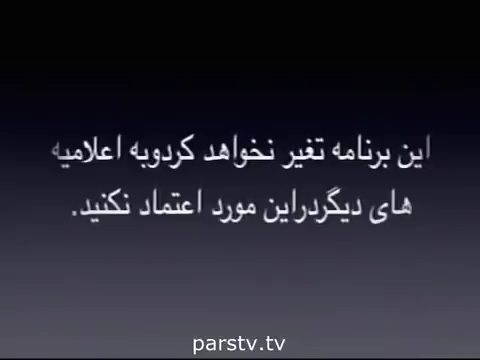 این برنامه تغیر نخواهد کردوبه اعلامیه
های دیگردراین مورد اعتماد نکنید.
parstv.tv